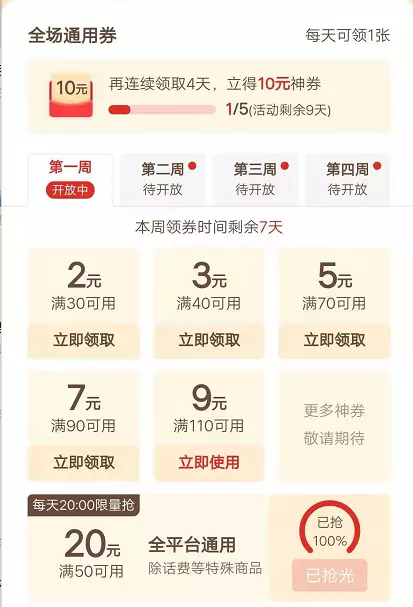 全场通用券
每天可领1张
10元
再连续领取4天，立得10元神券
1/5(活动剩余9天)
第一周
第二周
第三周
第四周
开放中
待开放
待开放
待开放
本周领券时间剩余7天
2元
3元
5元
满30可用
满40可用
满70可用
立即领取
立即领取
立即领取
7元
9元
更多神券
满90可用
满110可用
敬请期待
立即领取
立即使用
每天20:00限量抢
20元
满50可用
全平台通用
除话费等特殊商品
已抢
100%
已抢光